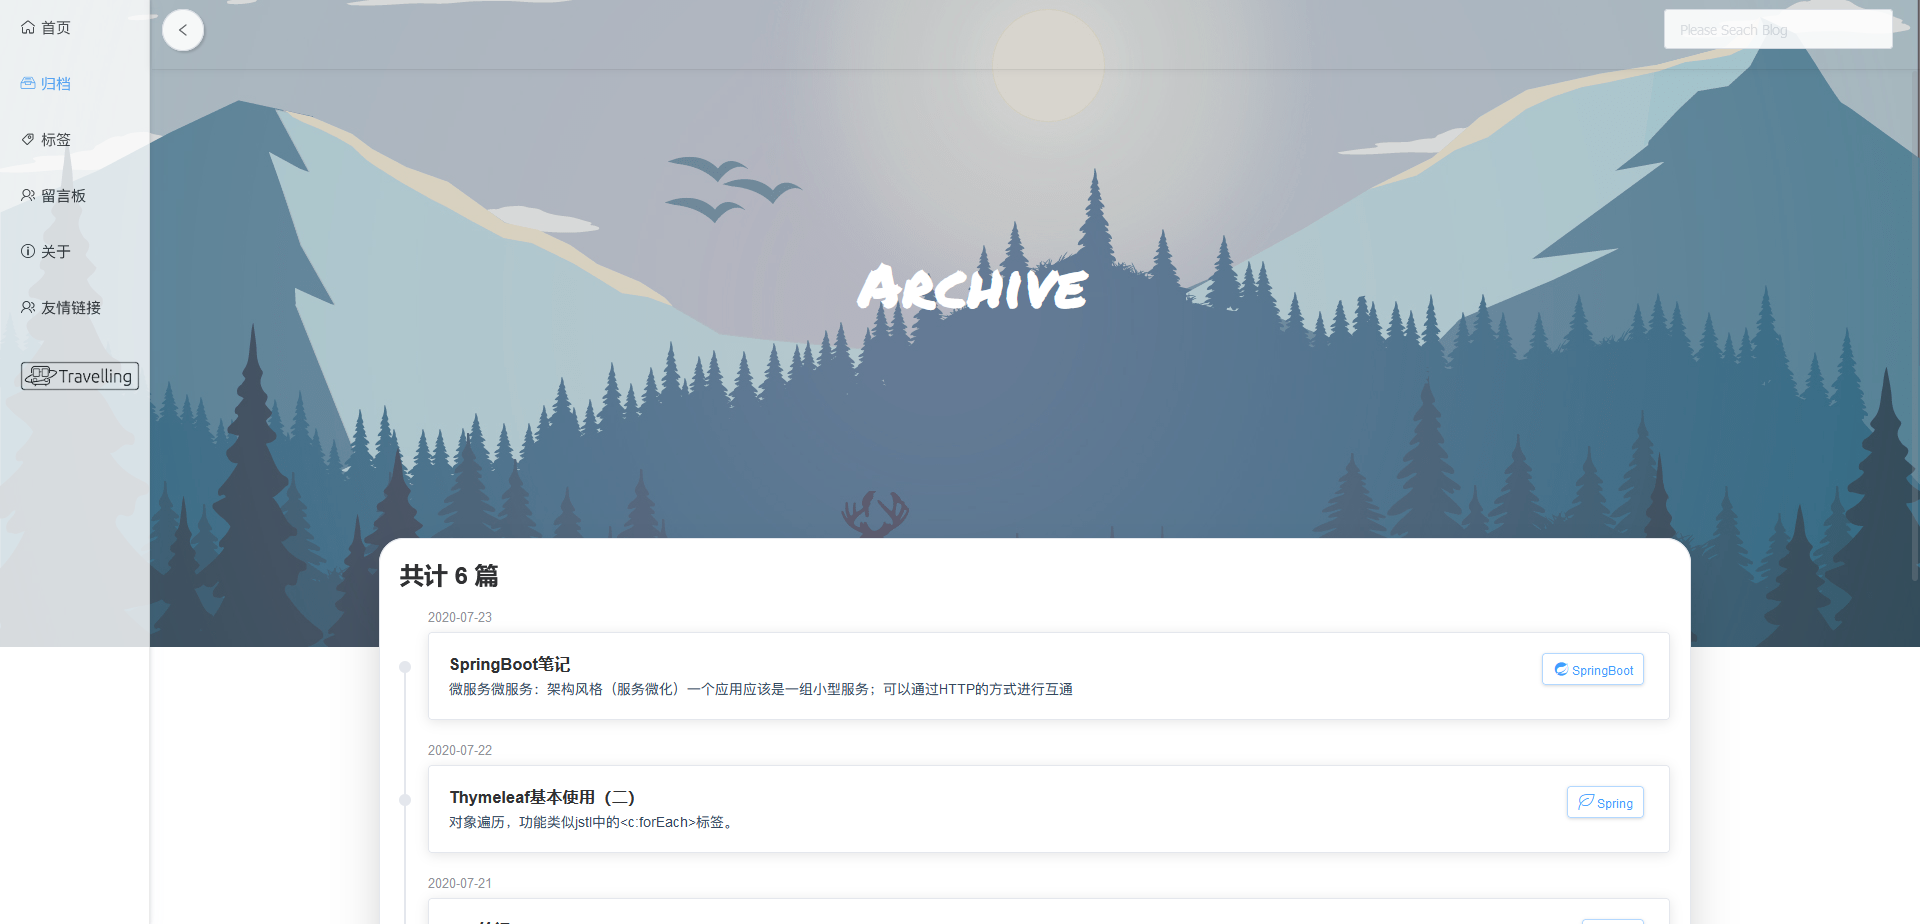 首页
归档
标签
留言板
关于
友情链接
Travelling
Please Seach Blog
Archive
共计 6 篇
2020-07-23
SpringBoot笔记
SpringBoot
微服务微服务：架构风格（服务微化）一个应用应该是一组小型服务；可以通过HTTP的方式进行互通
2020-07-22
Thymeleaf基本使用（二）
Spring
对象遍历，功能类似jstl中的<c:forEach>标签。
2020-07-21